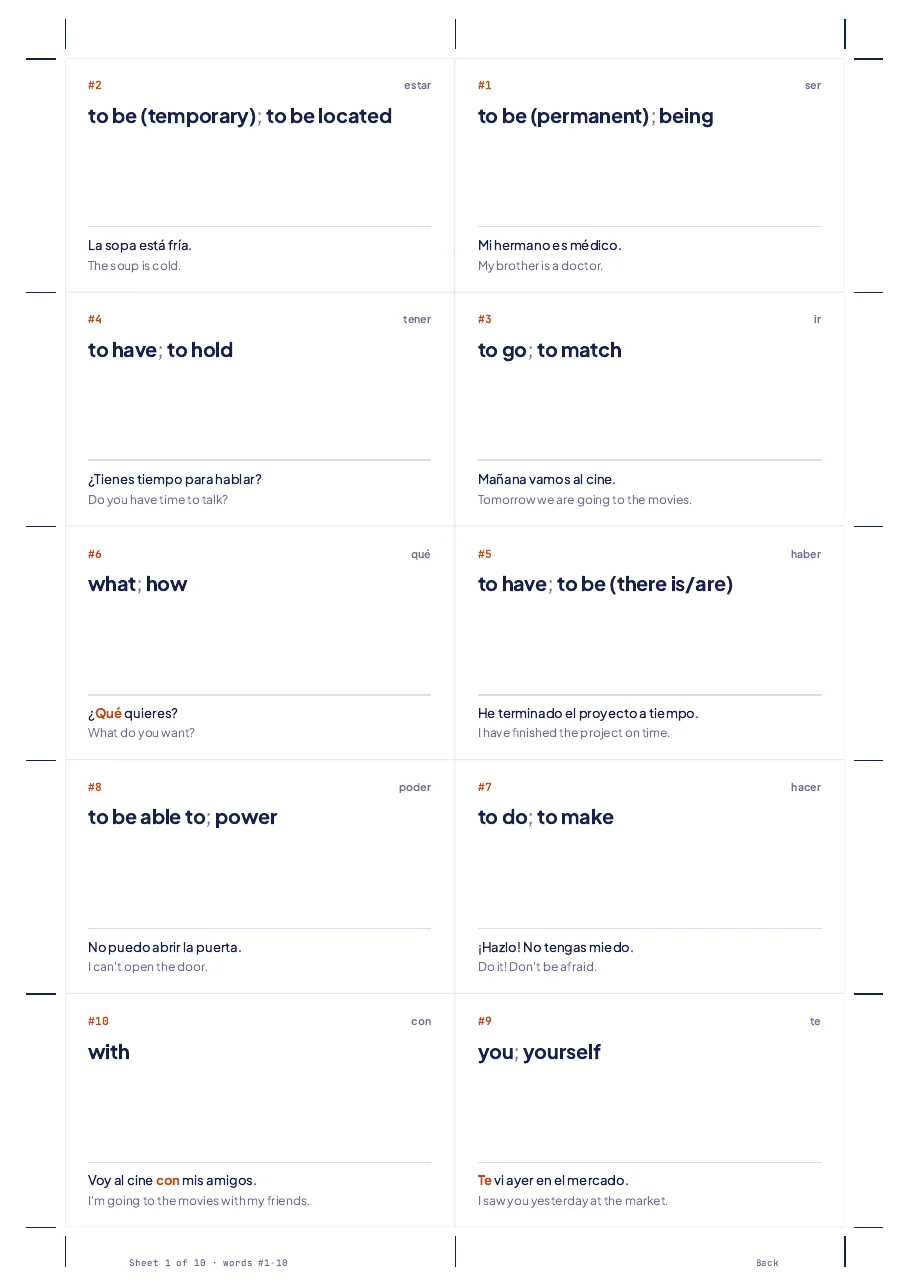 #2 estar
to be (temporary); to be located
La sopa está fría.
The soup is cold.
#1 ser
to be (permanent); being
Mi hermano es médico.
My brother is a doctor.
#4 tener
to have; to hold
¿Tienes tiempo para hablar?
Do you have time to talk?
#3 ir
to go; to match
Mañana vamos al cine.
Tomorrow we are going to the movies.
#6 qué
what; how
¿Qué quieres?
What do you want?
#5 haber
to have; to be (there is/are)
He terminado el proyecto a tiempo.
I have finished the project on time.
#8 poder
to be able to; power
No puedo abrir la puerta.
I can't open the door.
#7 hacer
to do; to make
¡Hazlo! No tengas miedo.
Do it! Don't be afraid.
#10 con
with
Voy al cine con mis amigos.
I'm going to the movies with my friends.
#9 te
you; yourself
Te vi ayer en el mercado.
I saw you yesterday at the market.
Sheet 1 of 10 · words #1-10 Back